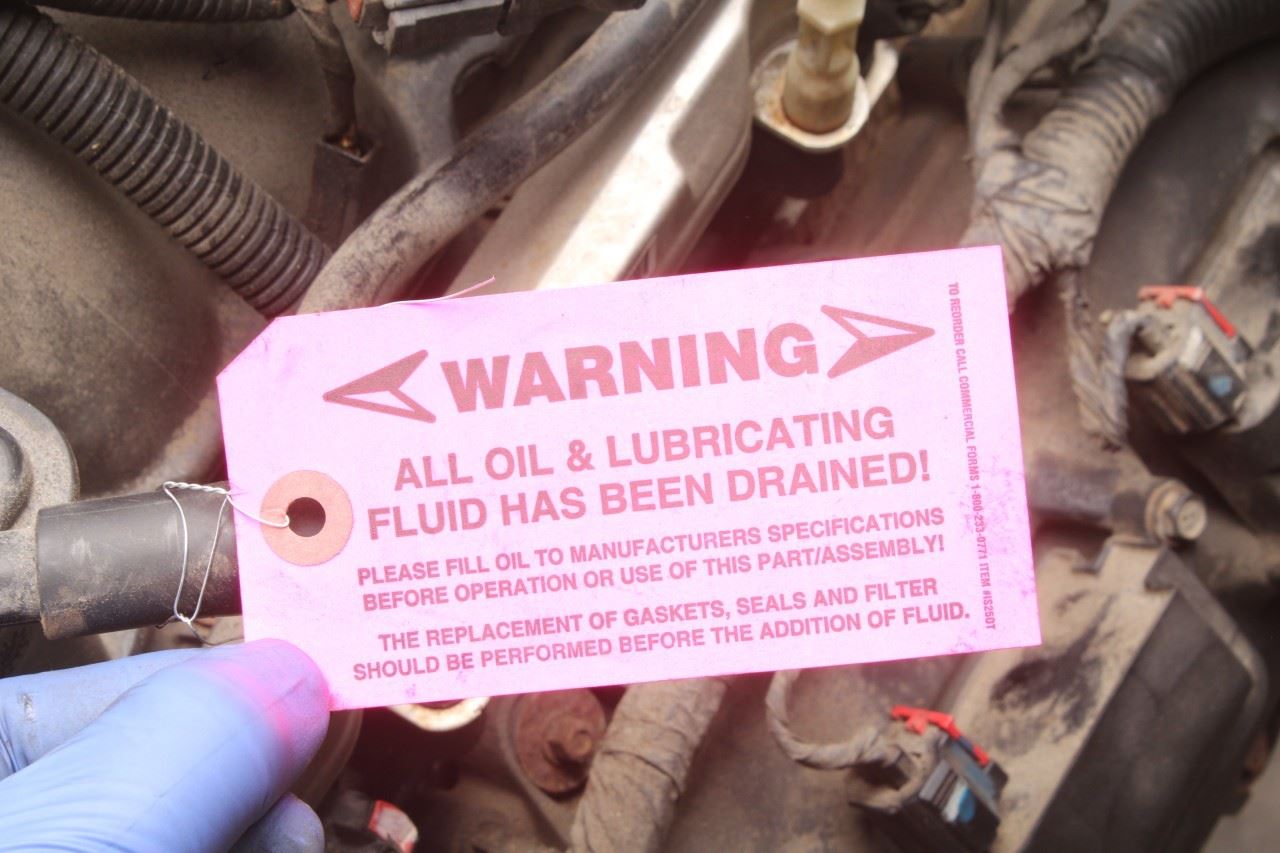 WARNING
ALL OIL & LUBRICATING
FLUID HAS BEEN DRAINED!
PLEASE FILL OIL TO MANUFACTURERS SPECIFICATIONS
BEFORE OPERATION OR USE OF THIS PART/ASSEMBLY!
THE REPLACEMENT OF GASKETS, SEALS AND FILTER
SHOULD BE PERFORMED BEFORE THE ADDITION OF FLUID.
TO REORDER CALL COMMERCIAL FORMS 1-800-233-0771 ITEM #IS250T